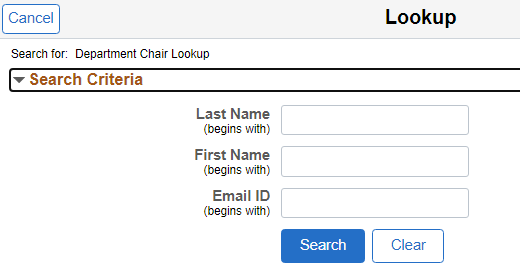 Cancel
Lookup
Search for: Department Chair Lookup
Search Criteria
Last Name
(begins with)
First Name
(begins with)
Email ID
(begins with)
Search
Clear